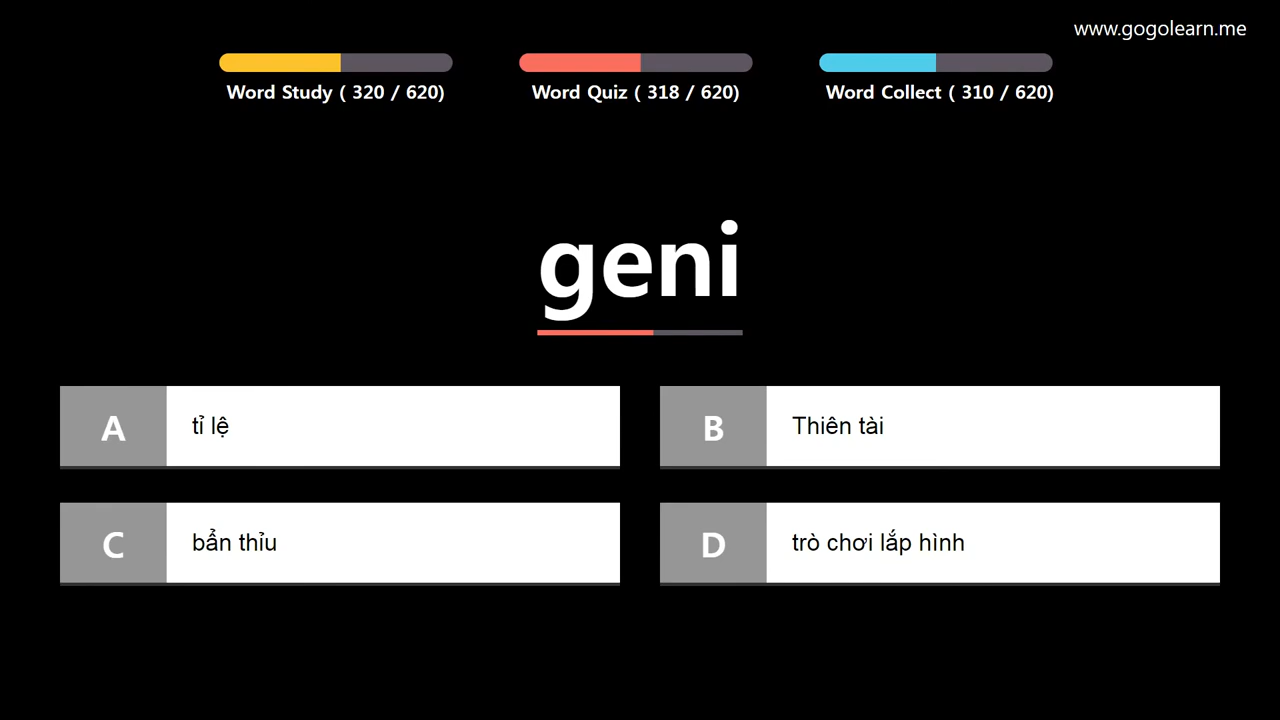 www.gogolearn.me
Word Study ( 320 / 620)
Word Quiz ( 318 / 620)
Word Collect ( 310 / 620)
geni
A
tỉ lệ
B
Thiên tài
C
bẩn thỉu
D
trò chơi lắp hình